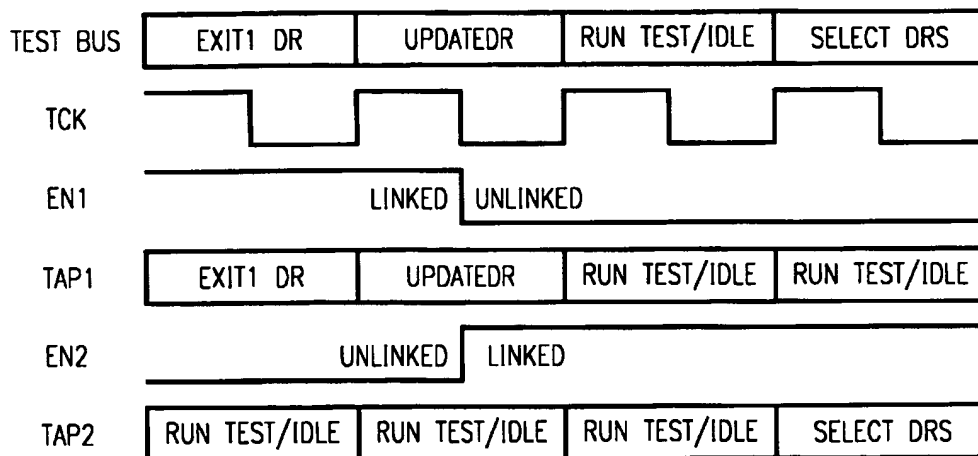 TEST BUS EXIT1 DR UPDATEDR RUN TEST/IDLE SELECT DRS
TCK
EN1 LINKED UNLINKED
TAP1 EXIT1 DR UPDATEDR RUN TEST/IDLE RUN TEST/IDLE
EN2 UNLINKED LINKED
TAP2 RUN TEST/IDLE RUN TEST/IDLE RUN TEST/IDLE SELECT DRS